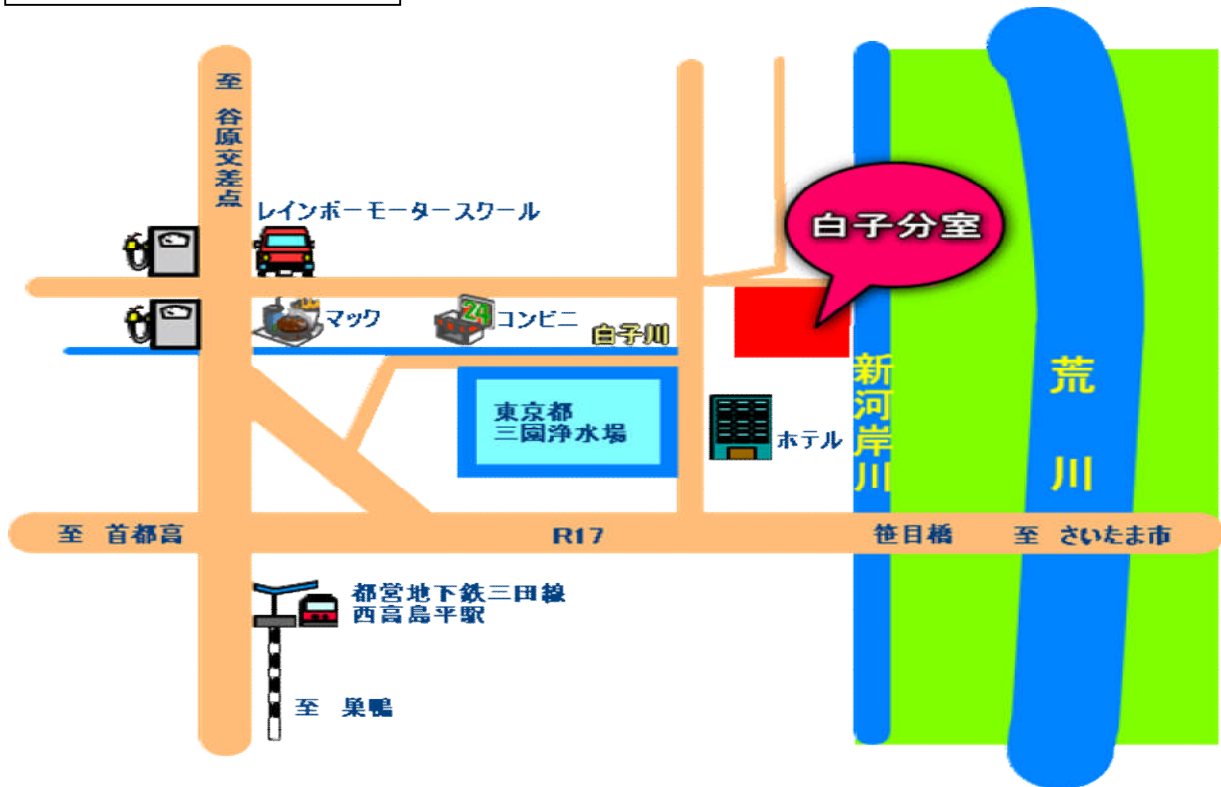 至 谷原交差点
レインボーモータースクール
白子分室
マック
24
コンビニ
白子川
新河岸川
荒川
東京都
三園浄水場
ホテル
至 首都高
R17
笹目橋
至 さいたま市
都営地下鉄三田線
西高島平駅
至 巣鴨